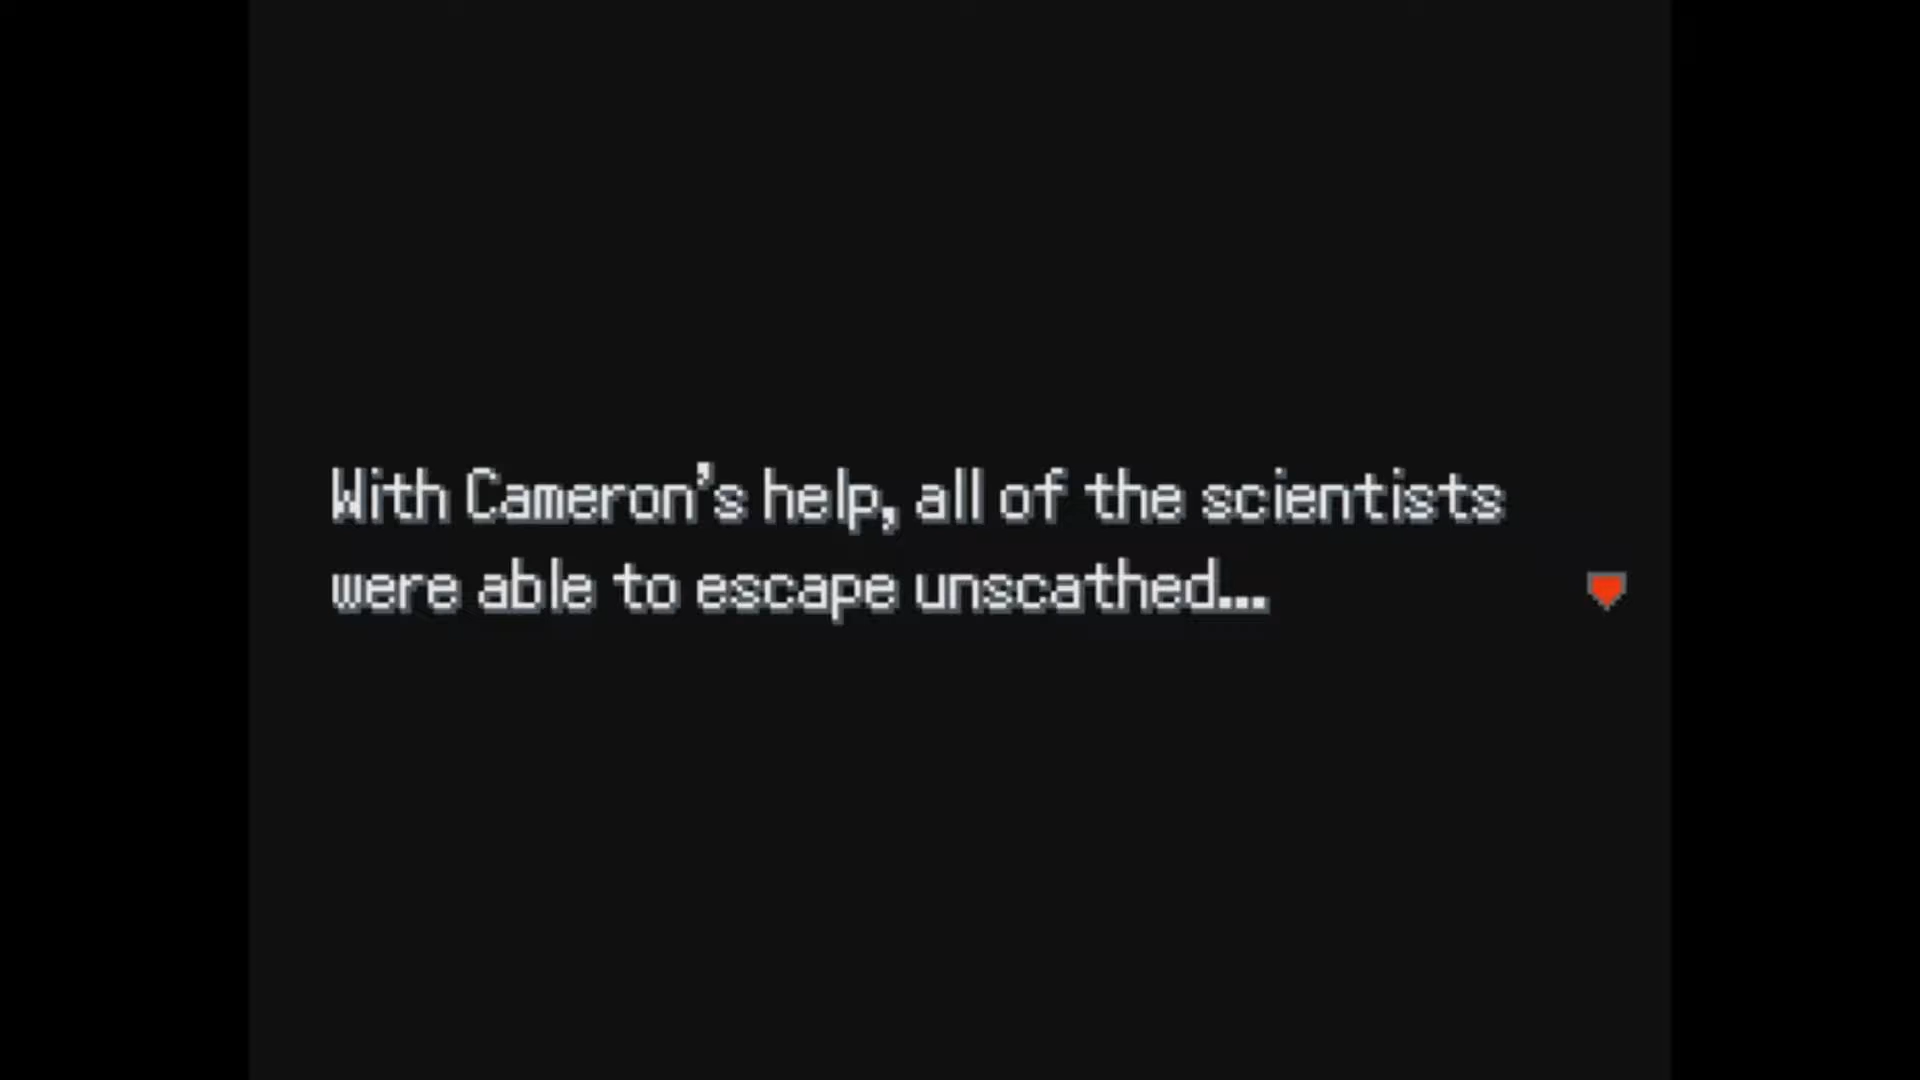 With Cameron's help, all of the scientists
were able to escape unscathed...